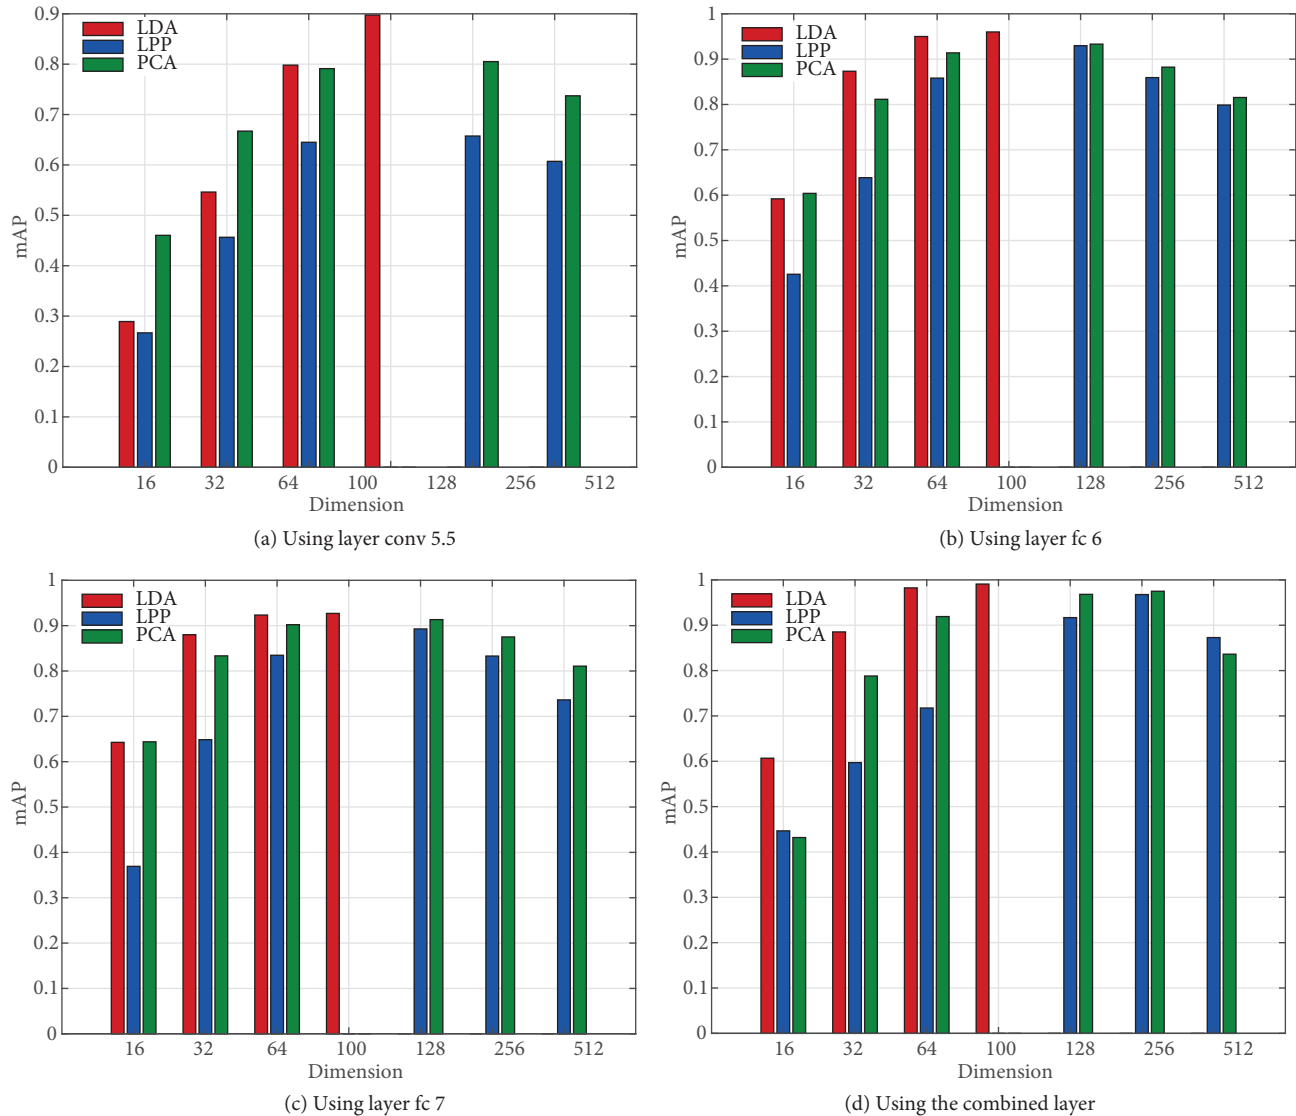 0.9
0.8
0.7
0.6
0.5
0.4
0.3
0.2
0.1
0
mAP
LDA
LPP
PCA
16 32 64 100 128 256 512
Dimension
(a) Using layer conv 5.5
1
0.9
0.8
0.7
0.6
0.5
0.4
0.3
0.2
0.1
0
mAP
LDA
LPP
PCA
16 32 64 100 128 256 512
Dimension
(b) Using layer fc 6
1
0.9
0.8
0.7
0.6
0.5
0.4
0.3
0.2
0.1
0
mAP
LDA
LPP
PCA
16 32 64 100 128 256 512
Dimension
(c) Using layer fc 7
1
0.9
0.8
0.7
0.6
0.5
0.4
0.3
0.2
0.1
0
mAP
LDA
LPP
PCA
16 32 64 100 128 256 512
Dimension
(d) Using the combined layer